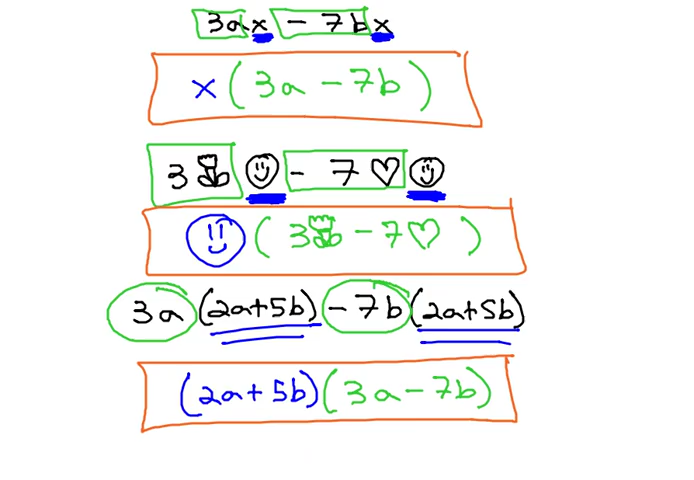 3ax - 7bx
x(3a - 7b)
3🌷☺ - 7♡☺
☺(3🌷 - 7♡)
3a(2a+5b) - 7b(2a+5b)
(2a+5b)(3a - 7b)